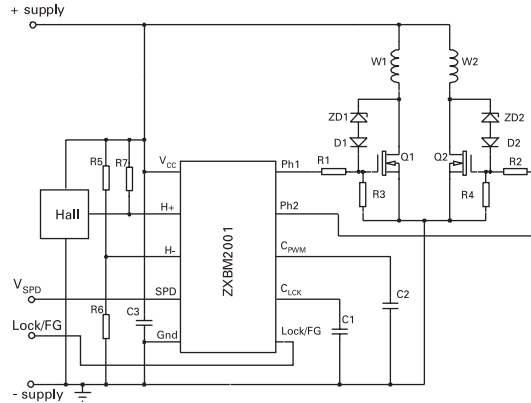 + supply
W1
W2
ZD1
ZD2
D1
D2
R5
R7
VCC
Ph1
R1
Q1
Q2
R2
R3
R4
Hall
H+
Ph2
H-
CPWM
ZXBM2001
VSPD
SPD
CLCK
C2
Lock/FG
R6
C3
Gnd
Lock/FG
C1
- supply